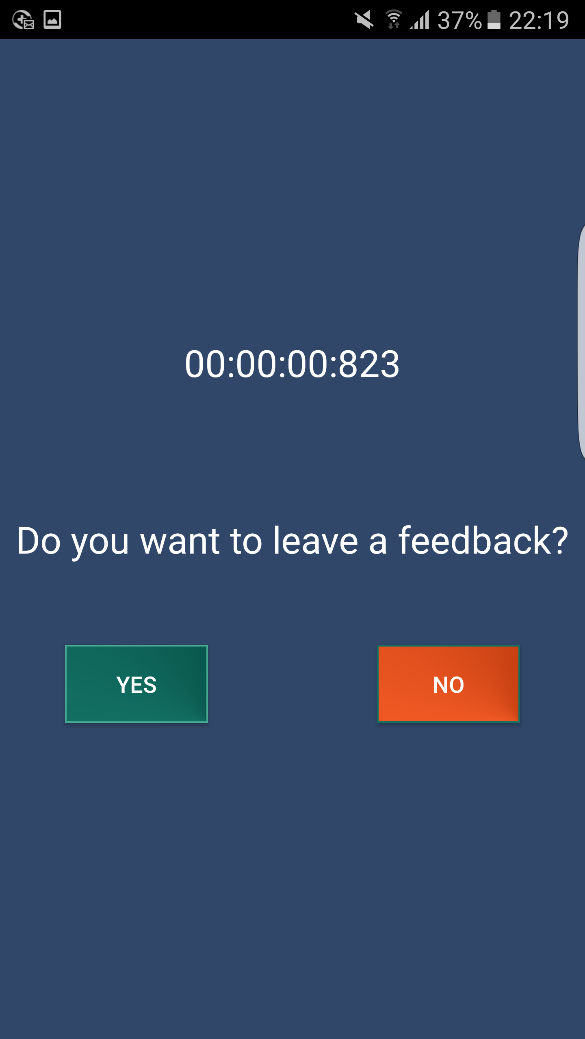 37% 22:19
00:00:00:823
Do you want to leave a feedback?
YES
NO